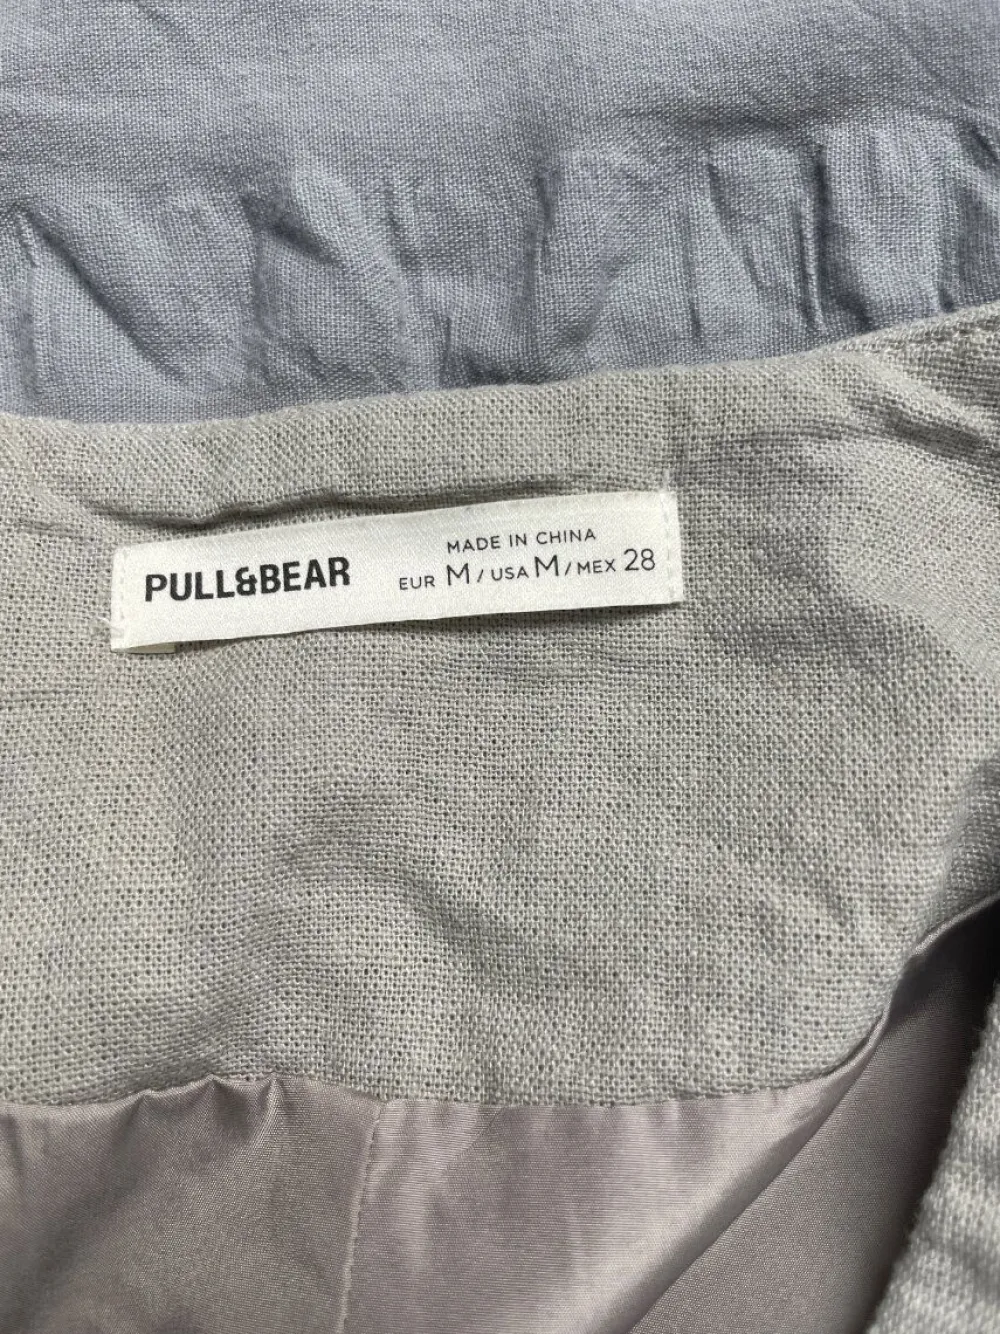 PULL&BEAR
MADE IN CHINA
EUR M / USA M / MEX 28